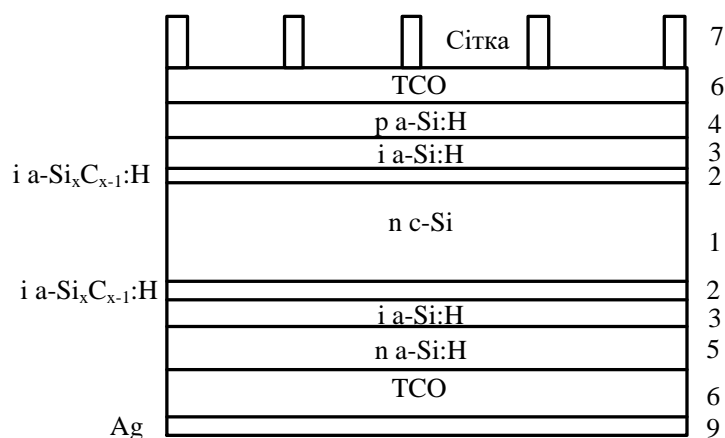 Сітка 7
TCO 6
p a-Si:H 4
i a-Si:H 3
i a-SixCx-1:H 2
n c-Si 1
i a-SixCx-1:H 2
i a-Si:H 3
n a-Si:H 5
TCO 6
Ag 9